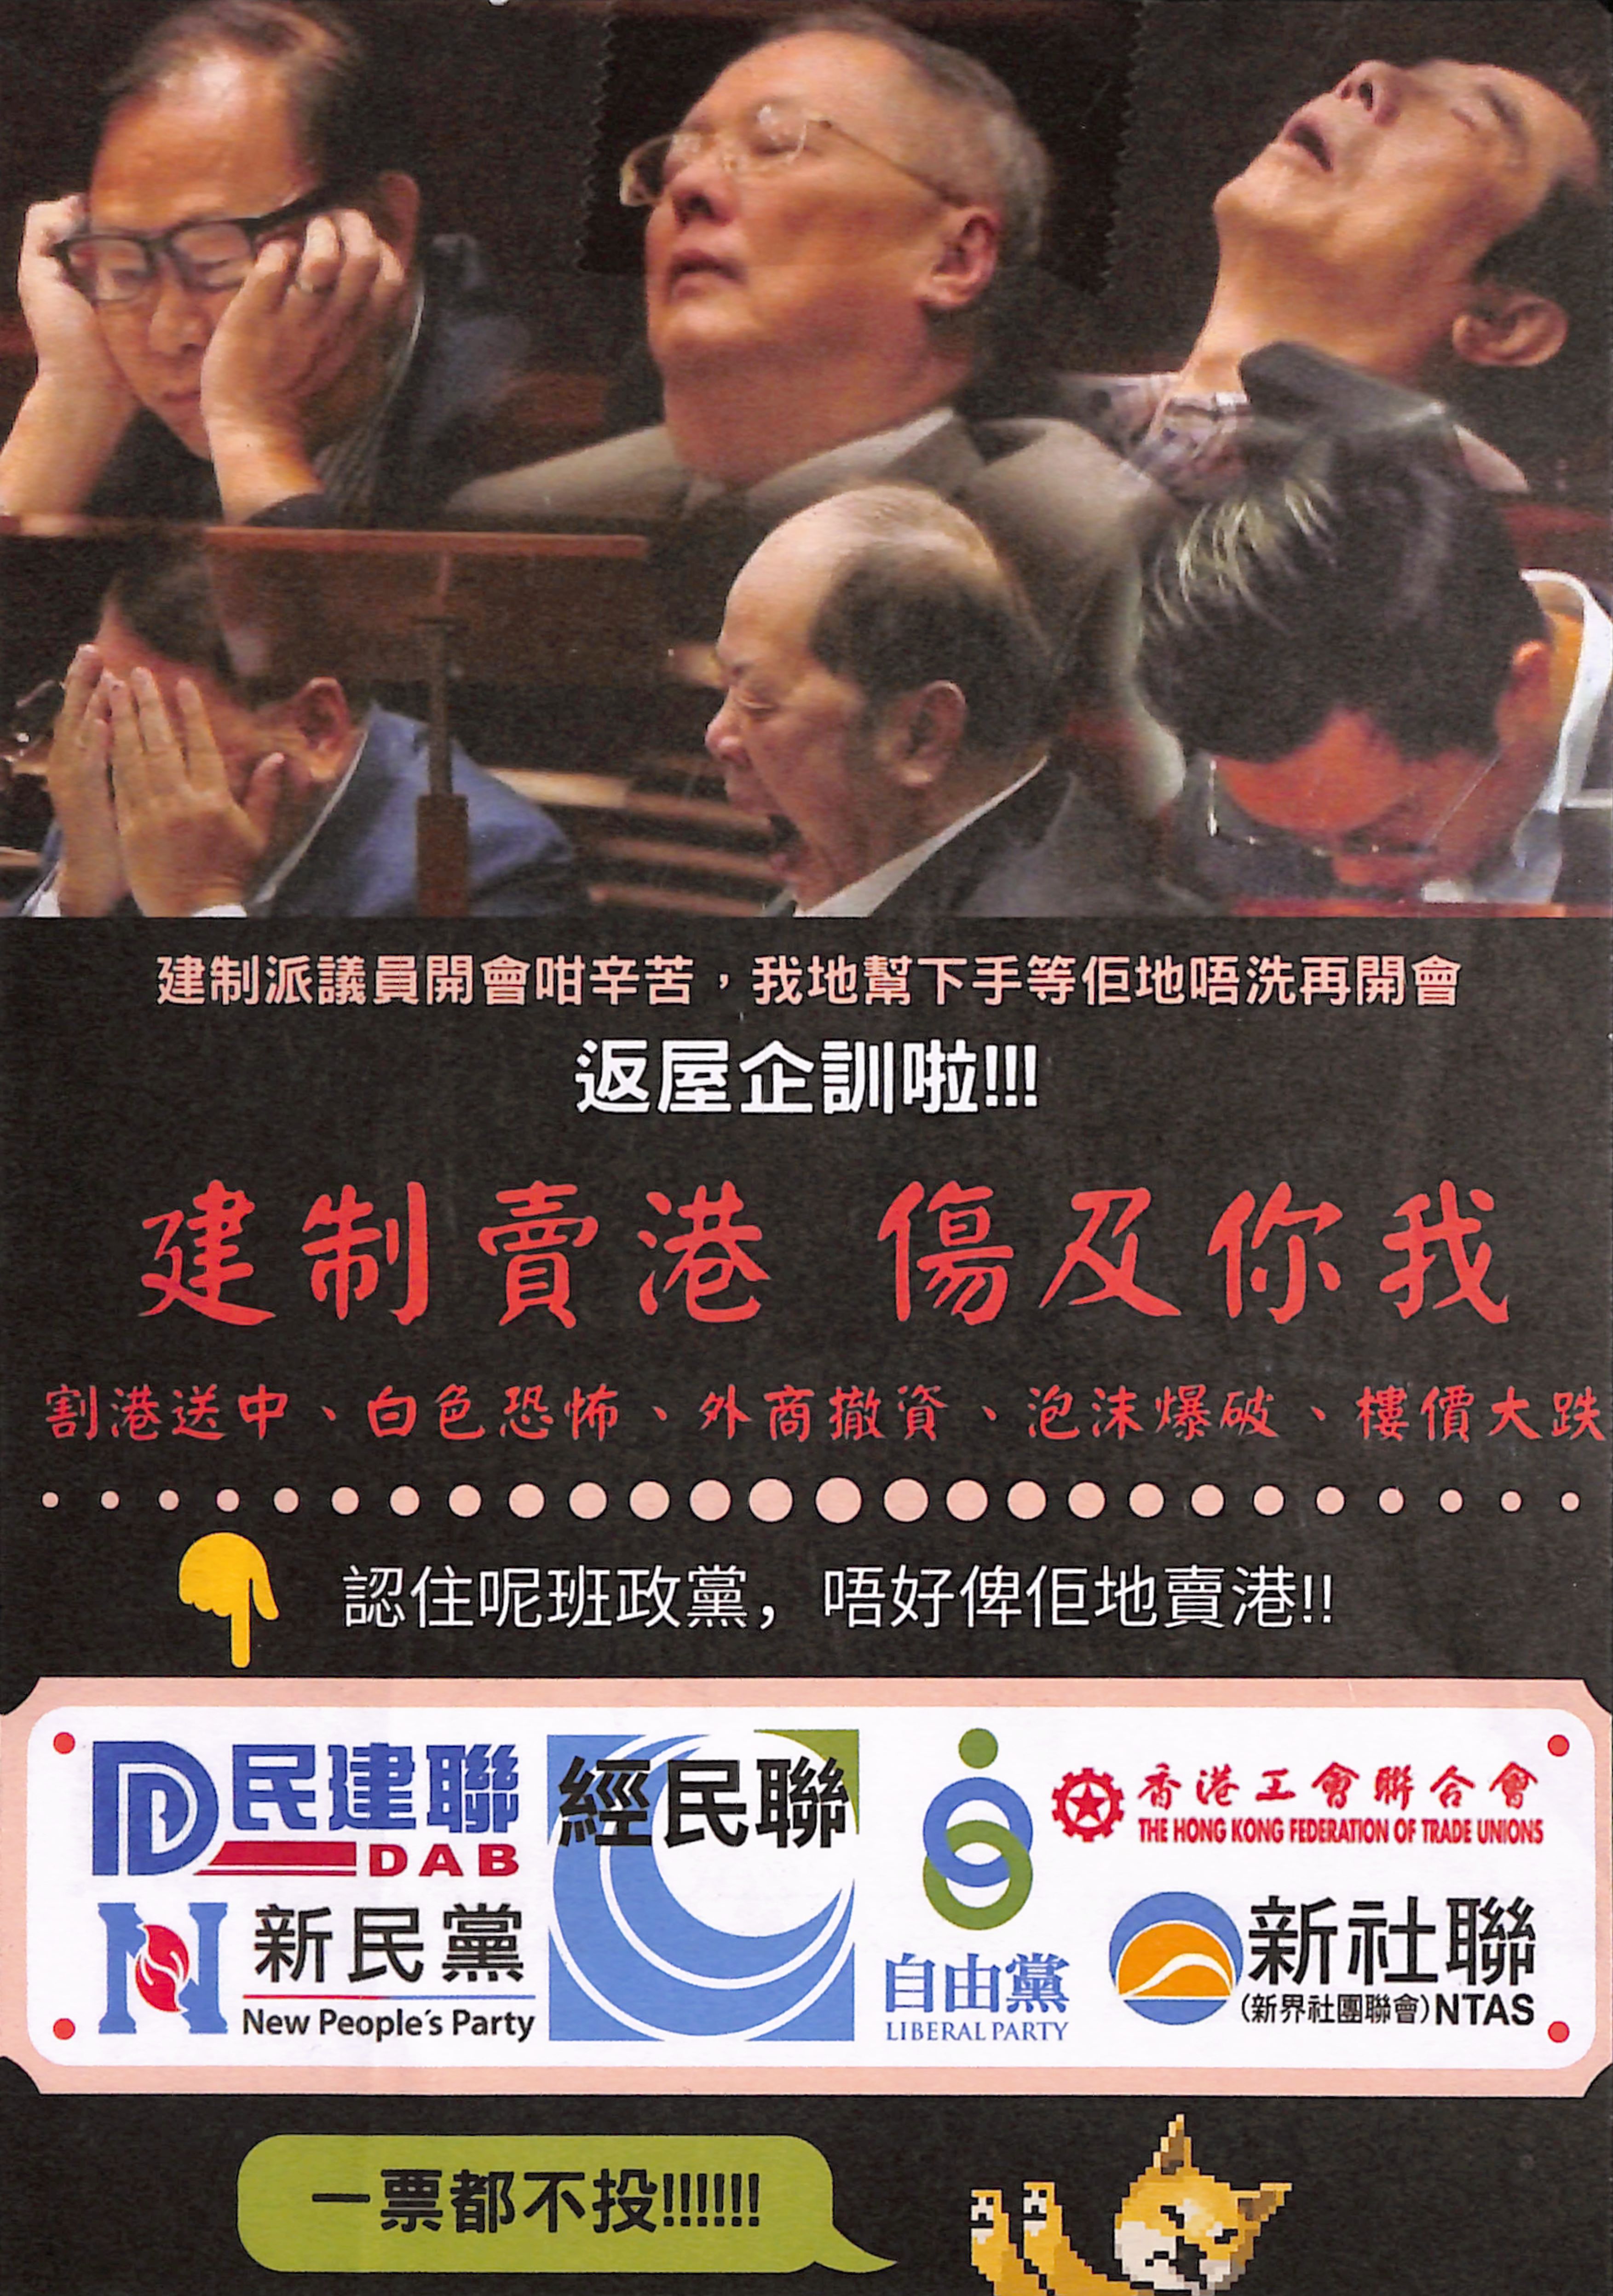 建制派議員開會咁辛苦，我地幫下手等佢地唔洗再開會
返屋企訓啦!!!
建制賣港 傷及你我
割港送中、白色恐怖、外商撤資、泡沫爆破、樓價大跌
認住呢班政黨，唔好俾佢地賣港!!
民建聯
DAB
新民黨
New People's Party
經民聯
自由黨
LIBERAL PARTY
香港工會聯合會
THE HONG KONG FEDERATION OF TRADE UNIONS
新社聯
(新界社團聯會)NTAS
一票都不投!!!!!!